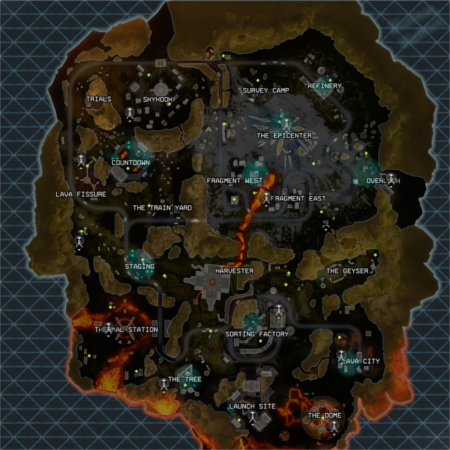 SURVEY CAMP
REFINERY
TRIALS
SKYHOOK
THE EPICENTER
COUNTDOWN
FRAGMENT WEST
OVERLOOK
LAVA FISSURE
FRAGMENT EAST
THE TRAIN YARD
STAGING
HARVESTER
THE GEYSER
THERMAL STATION
SORTING FACTORY
LAVA CITY
THE TREE
LAUNCH SITE
THE DOME